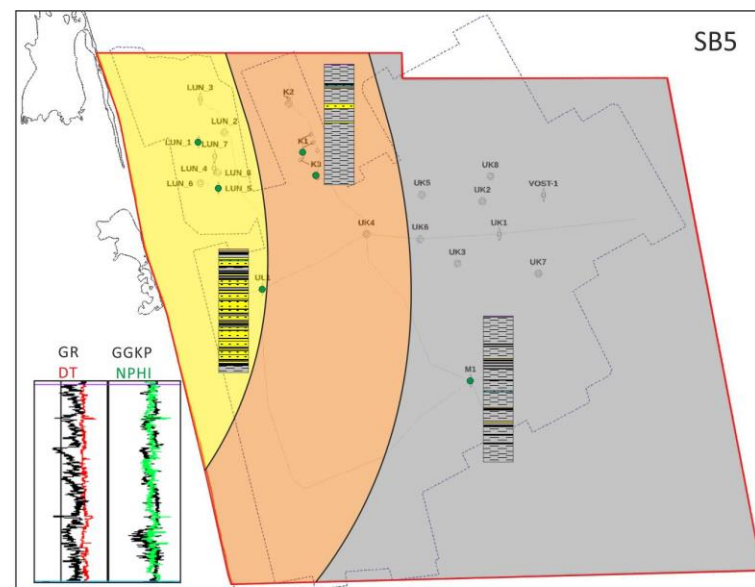 SB5
LUN_3
K2
LUN_2
LUN_1
LUN_7
K1
LUN_4
LUN_8
K3
LUN_6
LUN_5
UK8
UK5
UK2
VOST-1
UK4
UK6
UK1
UK3
UK7
UL1
M1
GR GGKP
DT NPHI